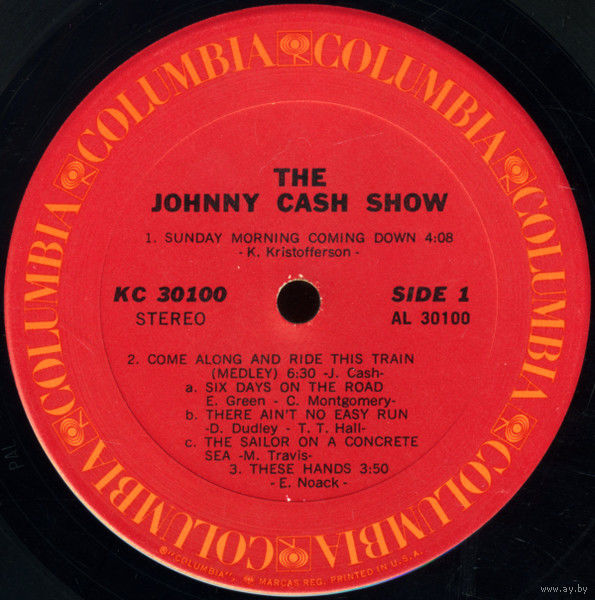 COLUMBIA COLUMBIA COLUMBIA COLUMBIA COLUMBIA COLUMBIA
THE
JOHNNY CASH SHOW
1. SUNDAY MORNING COMING DOWN 4:08
- K. Kristofferson -
KC 30100 SIDE 1
STEREO AL 30100
2. COME ALONG AND RIDE THIS TRAIN
(MEDLEY) 6:30 -J. Cash-
a. SIX DAYS ON THE ROAD
E. Green - C. Montgomery-
b. THERE AIN'T NO EASY RUN
-D. Dudley - T. T. Hall-
c. THE SAILOR ON A CONCRETE
SEA -M. Travis-
3. THESE HANDS 3:50
- E. Noack -
© "COLUMBIA", MARCAS REG. PRINTED IN U.S.A.
www.ay.by